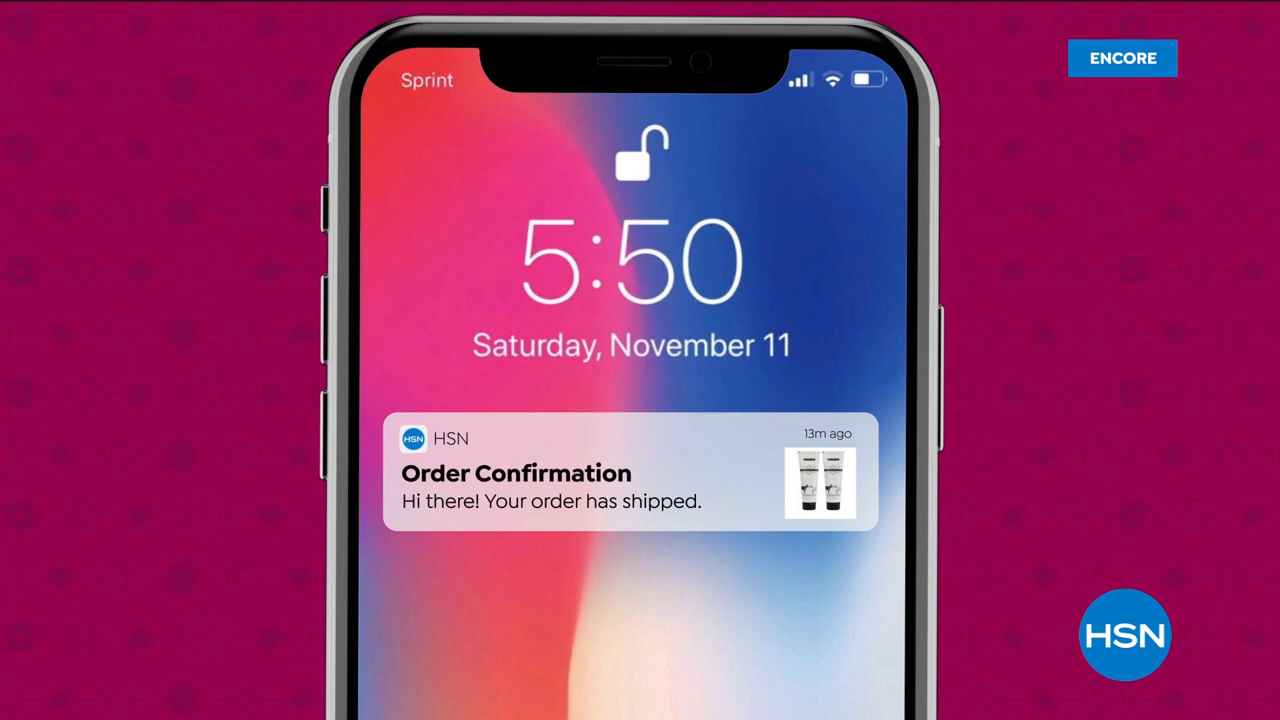 Sprint
ENCORE
5:50
Saturday, November 11
HSN HSN
13m ago
Order Confirmation
Hi there! Your order has shipped.
HSN